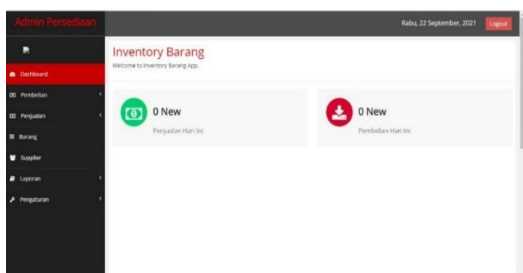 Admin Persediaan
Rabu, 22 September, 2021
Logout
Dashboard
Pembelian
Penjualan
Barang
Supplier
Laporan
Pengaturan
Inventory Barang
Welcome to Inventory Barang App.
0 New
Penjualan Hari Ini
0 New
Pembelian Hari Ini